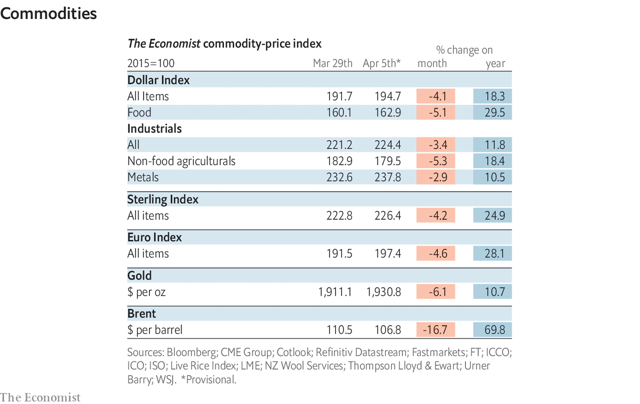 Commodities
The Economist commodity-price index
% change on
2015=100 Mar 29th Apr 5th* month year
Dollar Index
All Items 191.7 194.7 -4.1 18.3
Food 160.1 162.9 -5.1 29.5
Industrials
All 221.2 224.4 -3.4 11.8
Non-food agriculturals 182.9 179.5 -5.3 18.4
Metals 232.6 237.8 -2.9 10.5
Sterling Index
All items 222.8 226.4 -4.2 24.9
Euro Index
All items 191.5 197.4 -4.6 28.1
Gold
$ per oz 1,911.1 1,930.8 -6.1 10.7
Brent
$ per barrel 110.5 106.8 -16.7 69.8
Sources: Bloomberg; CME Group; Cotlook; Refinitiv Datastream; Fastmarkets; FT; ICCO;
ICO; ISO; Live Rice Index; LME; NZ Wool Services; Thompson Lloyd & Ewart; Urner
Barry; WSJ. *Provisional.
The Economist